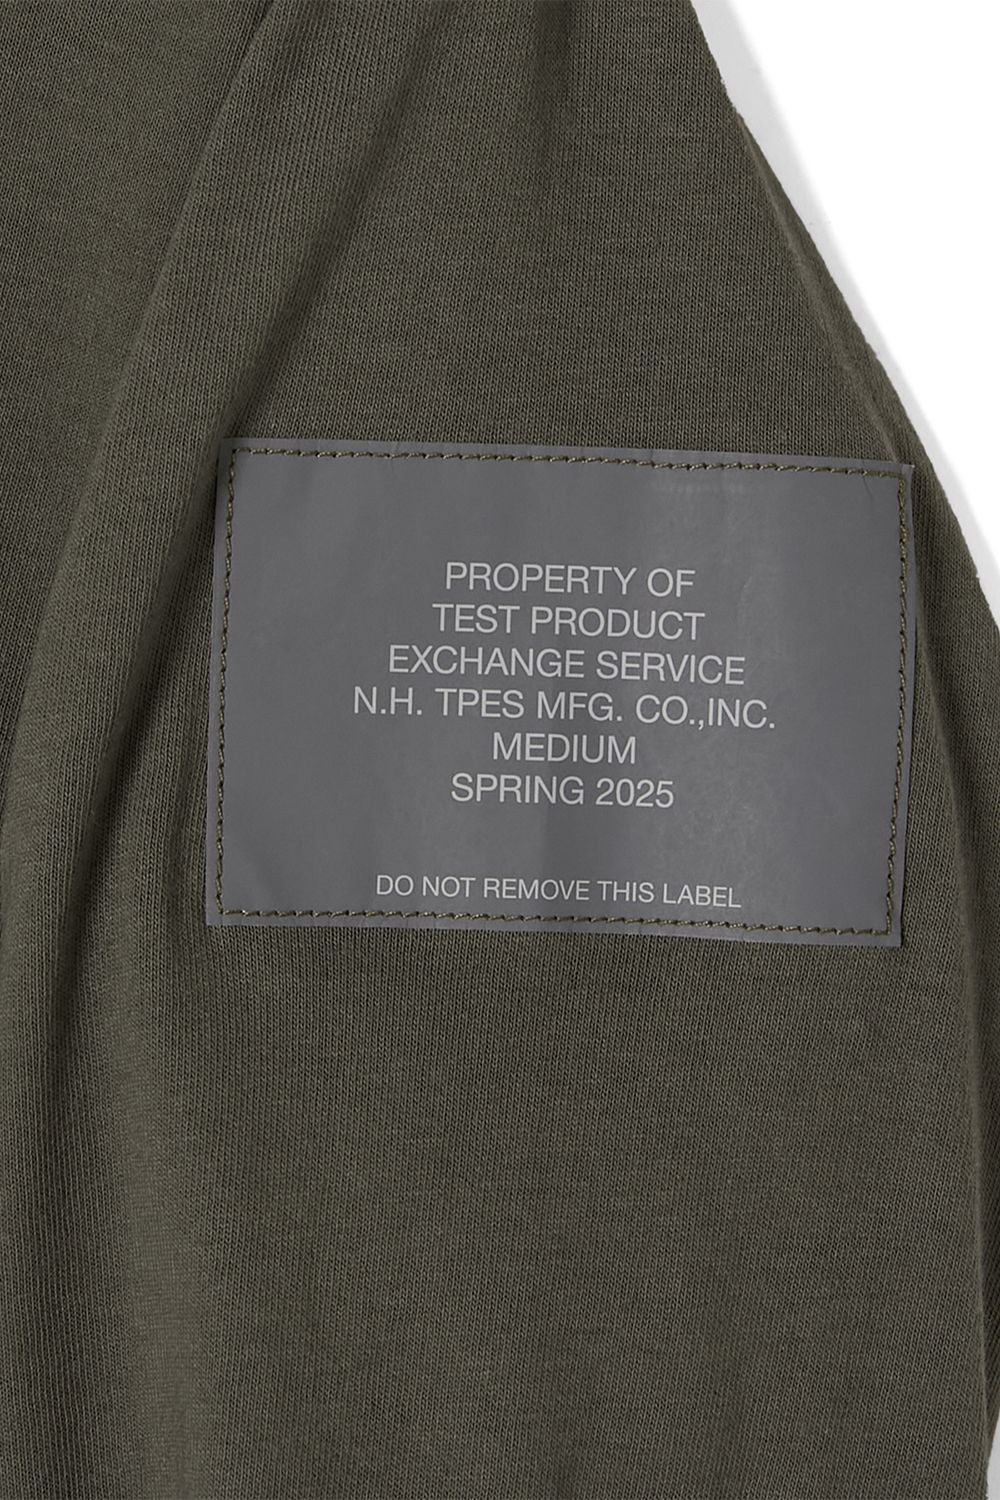 PROPERTY OF
TEST PRODUCT
EXCHANGE SERVICE
N.H. TPES MFG. CO.,INC.
MEDIUM
SPRING 2025
DO NOT REMOVE THIS LABEL